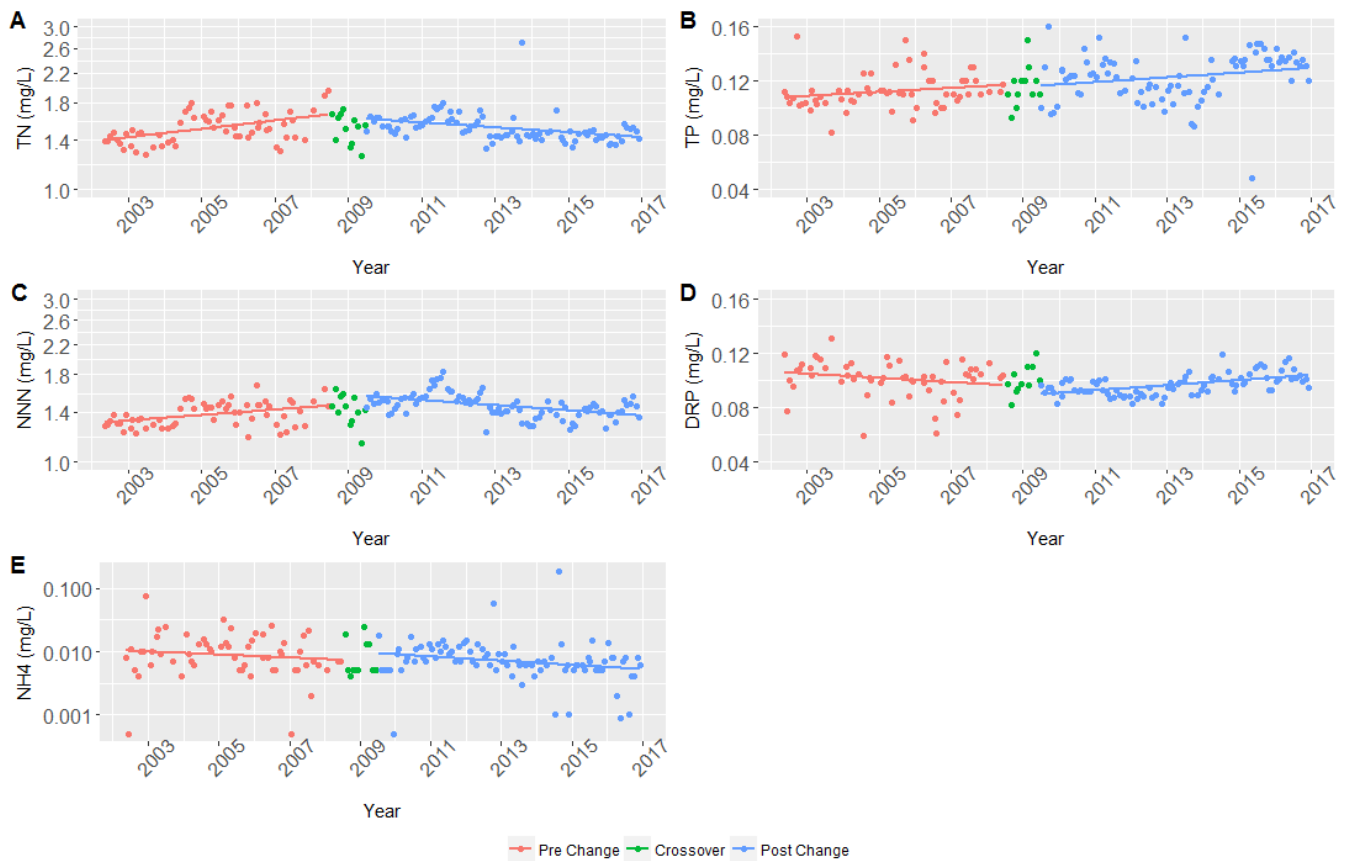 A
TN (mg/L)
3.0
2.6
2.2
1.8
1.4
1.0
2003 2005 2007 2009 2011 2013 2015 2017
Year
B
TP (mg/L)
0.16
0.12
0.08
0.04
2003 2005 2007 2009 2011 2013 2015 2017
Year
C
NNN (mg/L)
3.0
2.6
2.2
1.8
1.4
1.0
2003 2005 2007 2009 2011 2013 2015 2017
Year
D
DRP (mg/L)
0.16
0.12
0.08
0.04
2003 2005 2007 2009 2011 2013 2015 2017
Year
E
NH4 (mg/L)
0.100
0.010
0.001
2003 2005 2007 2009 2011 2013 2015 2017
Year
Pre Change Crossover Post Change